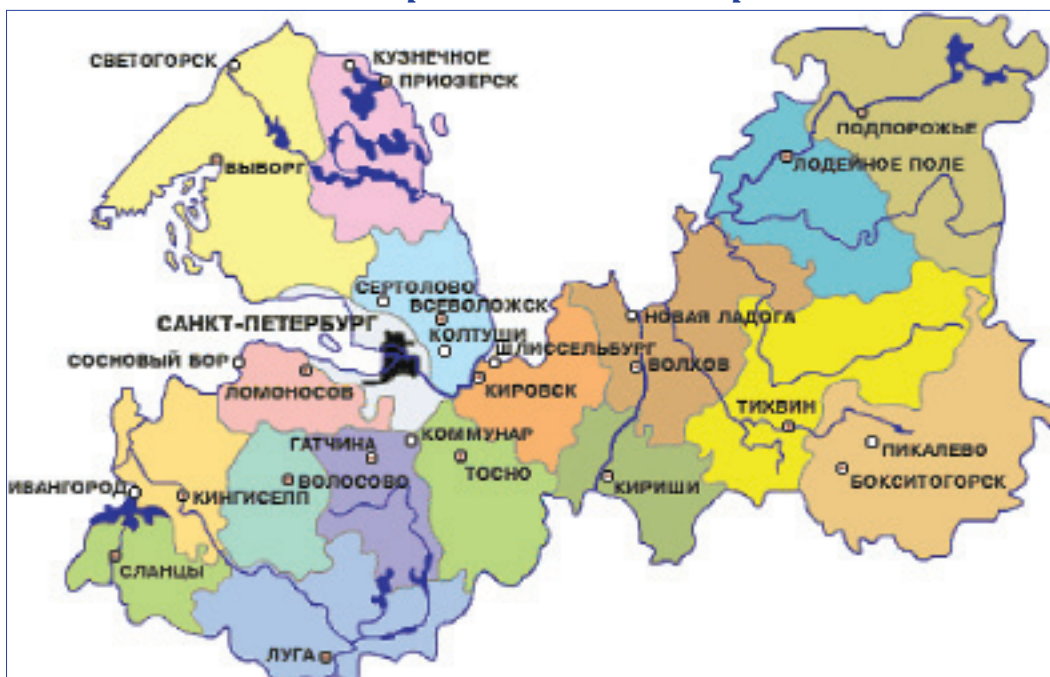 СВЕТОГОРСК
КУЗНЕЧНОЕ
ПРИОЗЕРСК
ПОДПОРОЖЬЕ
ВЫБОРГ
ЛОДЕЙНОЕ ПОЛЕ
СЕРТОЛОВО
ВСЕВОЛОЖСК
САНКТ-ПЕТЕРБУРГ
КОЛТУШИ
НОВАЯ ЛАДОГА
ШЛИССЕЛЬБУРГ
СОСНОВЫЙ БОР
ВОЛХОВ
ЛОМОНОСОВ
КИРОВСК
ТИХВИН
ГАТЧИНА
КОММУНАР
ПИКАЛЕВО
ТОСНО
ВОЛОСОВО
БОКСИТОГОРСК
КИРИШИ
ИВАНГОРОД
КИНГИСЕПП
СЛАНЦЫ
ЛУГА